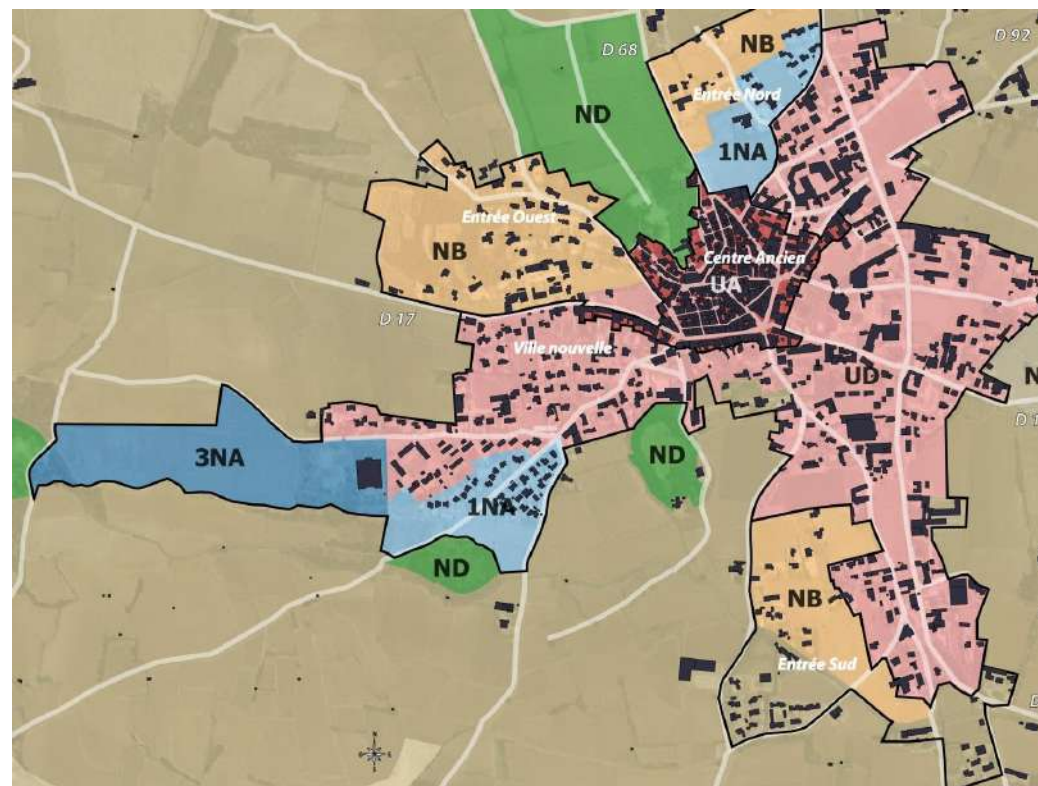 D 68
NB
D 92
Entrée Nord
ND
1NA
Entrée Ouest
NB
Centre Ancien
UA
D 17
Ville nouvelle
UD
N
D 1
3NA
ND
1NA
ND
NB
Entrée Sud
D
N